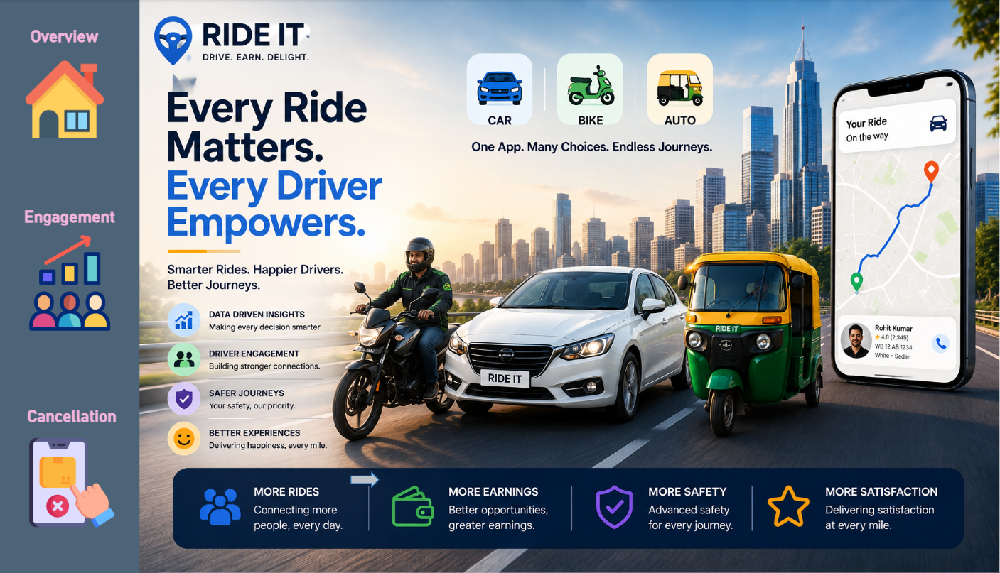 Overview
Engagement
Cancellation
RIDE IT
DRIVE. EARN. DELIGHT.
Every Ride
Matters.
Every Driver
Empowers.
Smarter Rides. Happier Drivers.
Better Journeys.
DATA DRIVEN INSIGHTS
Making every decision smarter.
DRIVER ENGAGEMENT
Building stronger connections.
SAFER JOURNEYS
Your safety, our priority.
BETTER EXPERIENCES
Delivering happiness, every mile.
CAR
BIKE
AUTO
One App. Many Choices. Endless Journeys.
Your Ride
On the way
Rohit Kumar
4.8 (2,345)
WB 12 AB 1234
White • Sedan
RIDE IT
RIDE IT
MORE RIDES
Connecting more
people, every day.
MORE EARNINGS
Better opportunities,
greater earnings.
MORE SAFETY
Advanced safety
for every journey.
MORE SATISFACTION
Delivering satisfaction
at every mile.